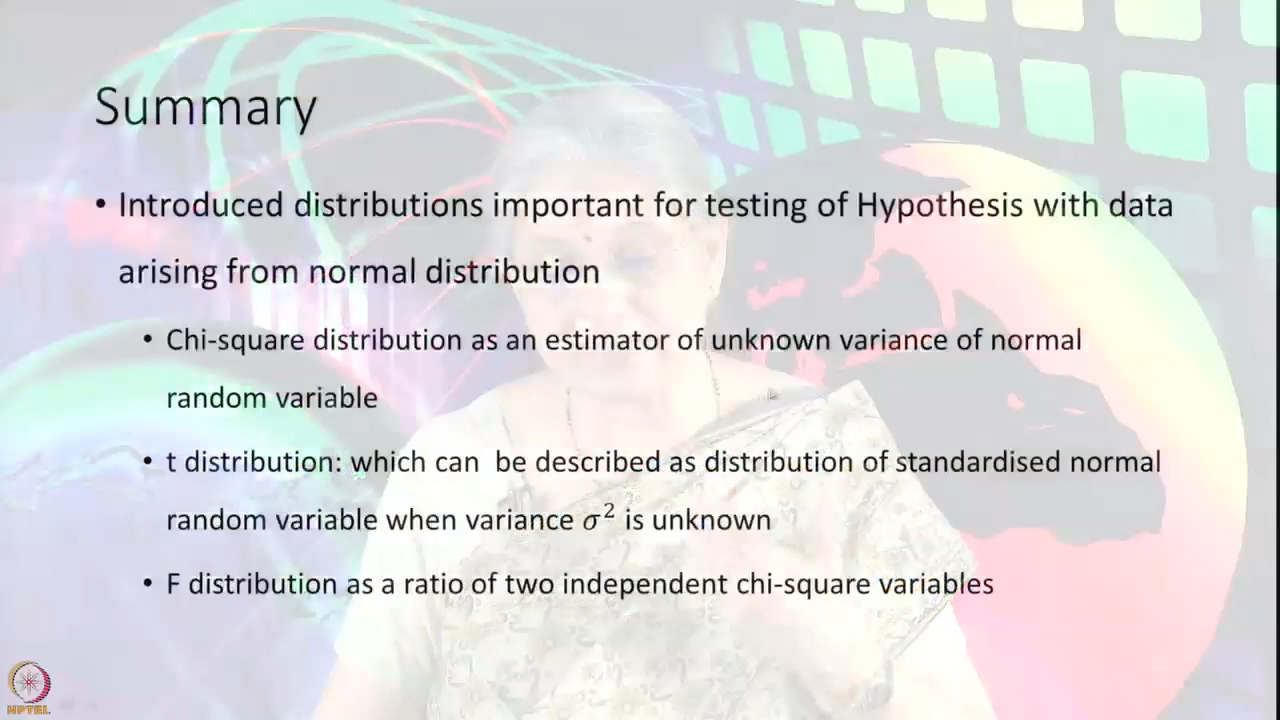 Summary
• Introduced distributions important for testing of Hypothesis with data
arising from normal distribution
• Chi-square distribution as an estimator of unknown variance of normal
random variable
• t distribution: which can be described as distribution of standardised normal
random variable when variance σ² is unknown
• F distribution as a ratio of two independent chi-square variables
NPTEL